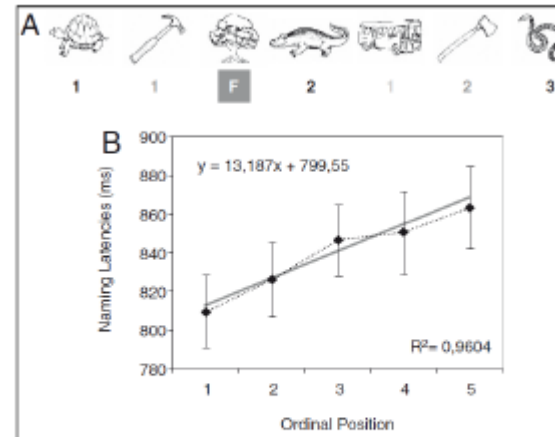 A
1 1 F 2 1 2 3
B
y = 13,187x + 799,55
Naming Latencies (ms)
900
880
860
840
820
800
780
R²= 0,9604
1 2 3 4 5
Ordinal Position